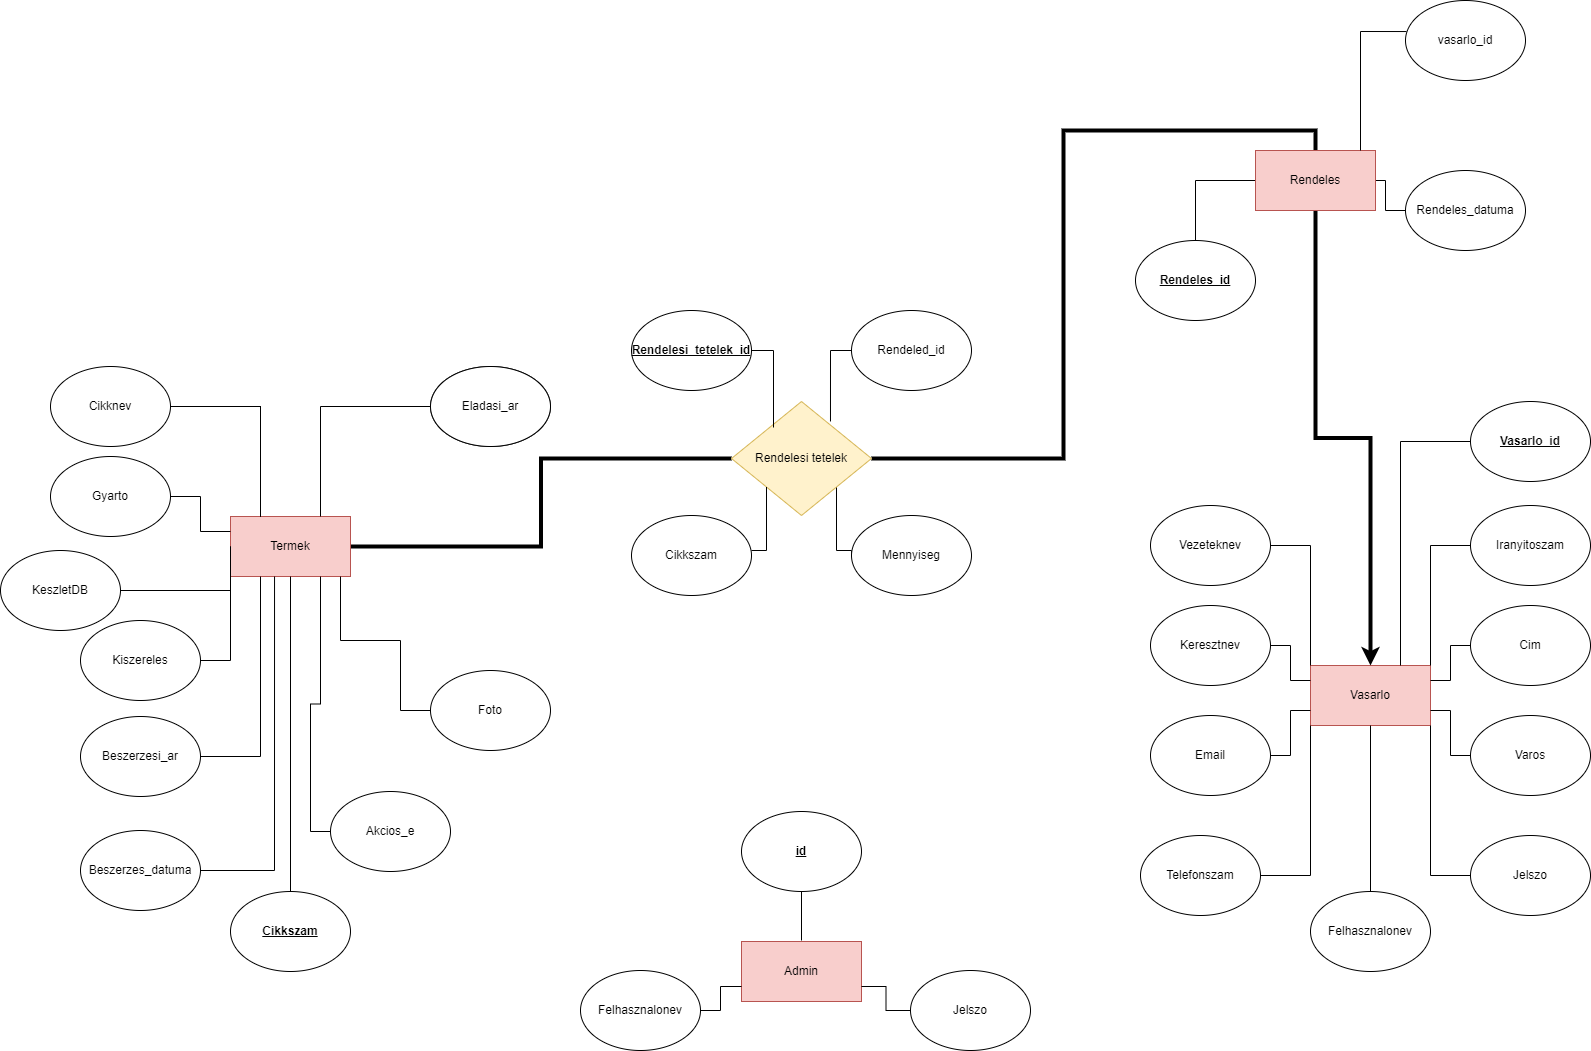 vasarlo_id
Rendeles
Rendeles_datuma
Rendeles_id
Rendelesi_tetelek_id
Rendeled_id
Rendelesi tetelek
Cikkszam
Mennyiseg
Cikknev
Eladasi_ar
Gyarto
Termek
KeszletDB
Kiszereles
Beszerzesi_ar
Foto
Akcios_e
Beszerzes_datuma
Cikkszam
Vasarlo_id
Vezeteknev
Iranyitoszam
Keresztnev
Cim
Vasarlo
Email
Varos
Telefonszam
Jelszo
Felhasznalonev
id
Admin
Felhasznalonev
Jelszo